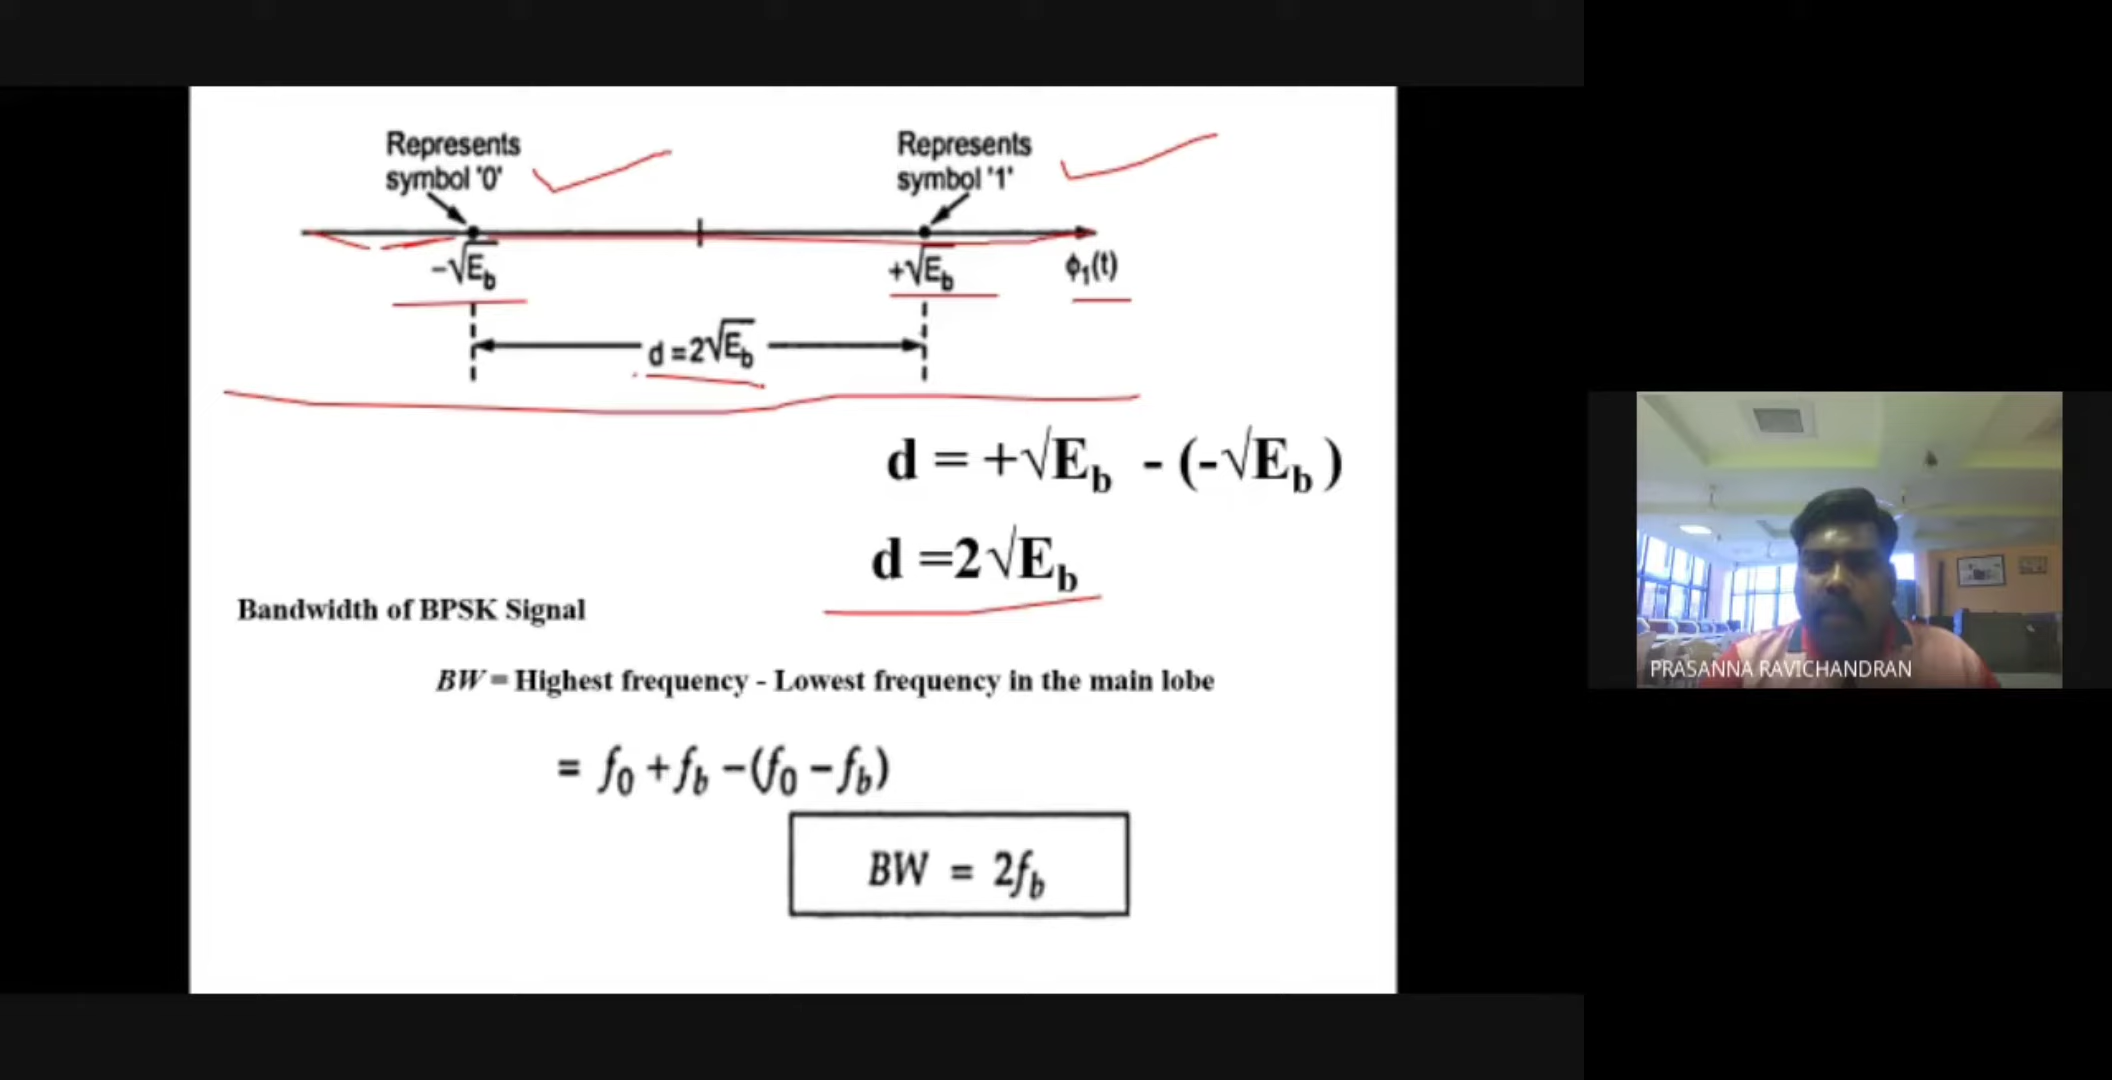 Represents
symbol '0'
Represents
symbol '1'
-√Eb
+√Eb
ϕ1(t)
d =2√Eb
d = +√Eb - (-√Eb )
d =2√Eb
Bandwidth of BPSK Signal
BW = Highest frequency - Lowest frequency in the main lobe
= f0 + fb - (f0 - fb)
BW = 2fb
PRASANNA RAVICHANDRAN